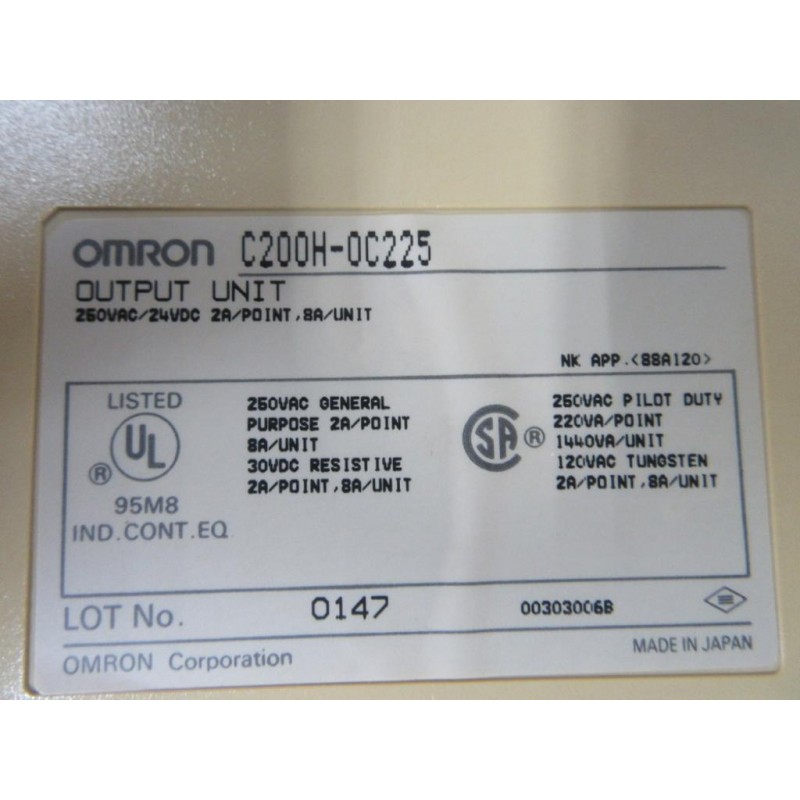 OMRON C200H-OC225
OUTPUT UNIT
250VAC/24VDC 2A/POINT,8A/UNIT
NK APP.<88A120>
LISTED
UL
®
95M8
IND.CONT.EQ
250VAC GENERAL
PURPOSE 2A/POINT
8A/UNIT
30VDC RESISTIVE
2A/POINT,8A/UNIT
SA ®
250VAC PILOT DUTY
220VA/POINT
1440VA/UNIT
120VAC TUNGSTEN
2A/POINT,8A/UNIT
LOT No. 0147 00303006B
OMRON Corporation MADE IN JAPAN